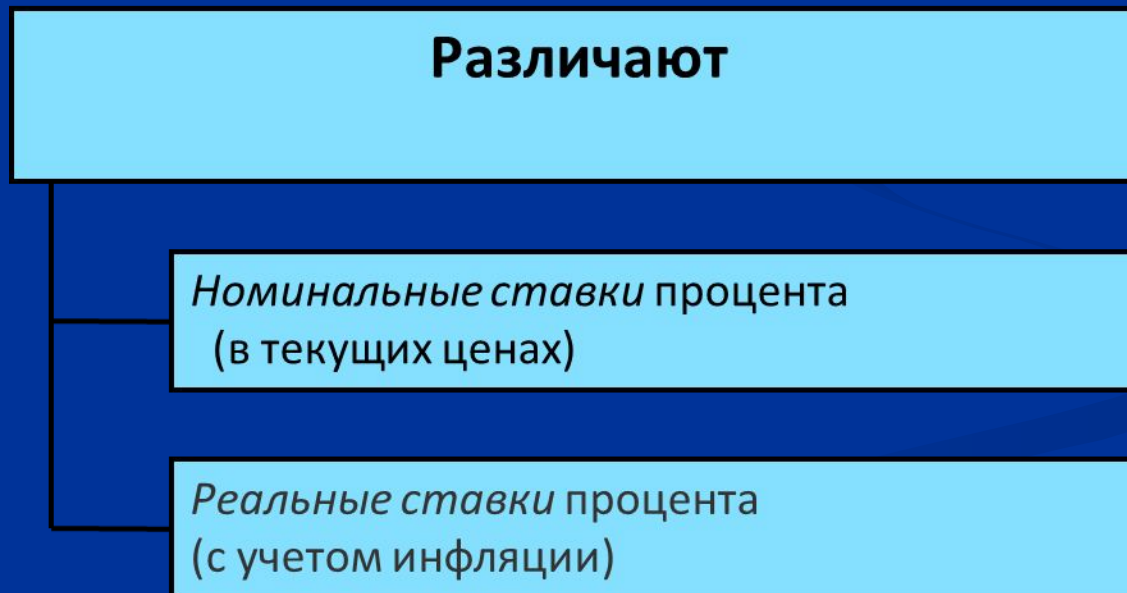 Различают
Номинальные ставки процента
(в текущих ценах)
Реальные ставки процента
(с учетом инфляции)